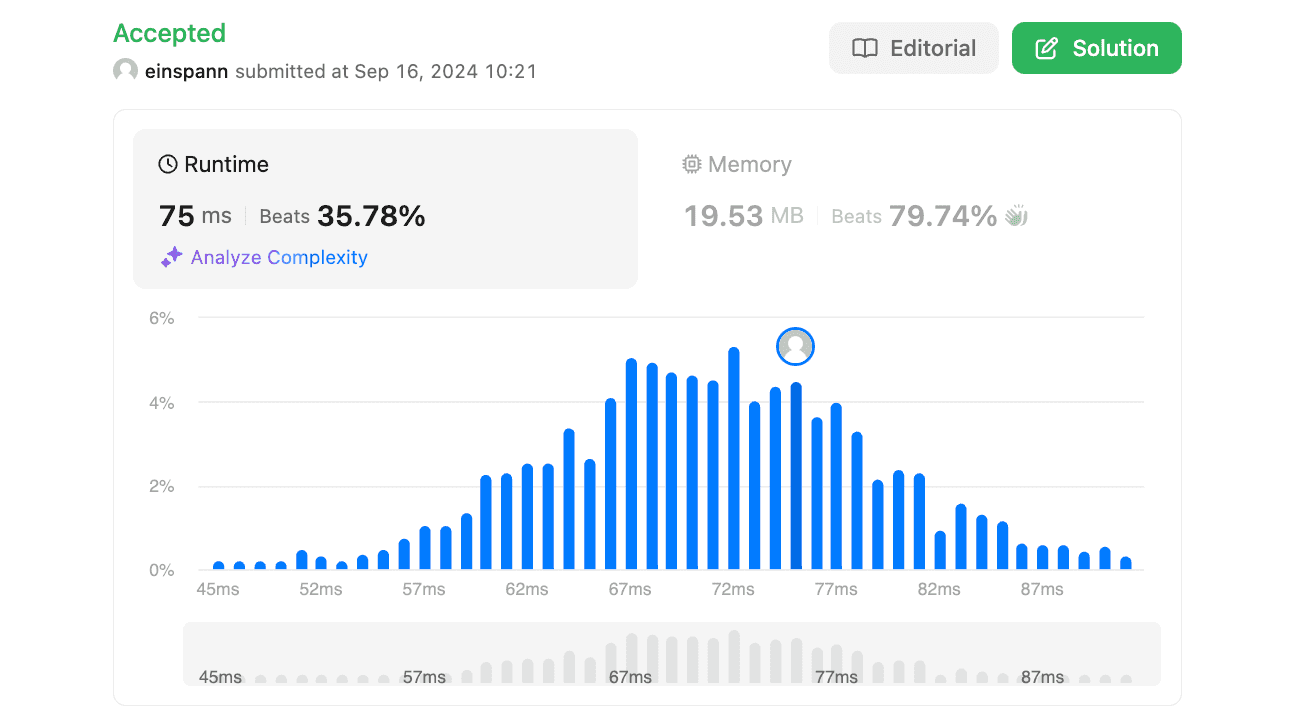 Accepted
einspann submitted at Sep 16, 2024 10:21
Editorial
Solution
Runtime
75 ms Beats 35.78%
Analyze Complexity
Memory
19.53 MB Beats 79.74%
6%
4%
2%
0%
45ms 52ms 57ms 62ms 67ms 72ms 77ms 82ms 87ms
45ms 57ms 67ms 77ms 87ms